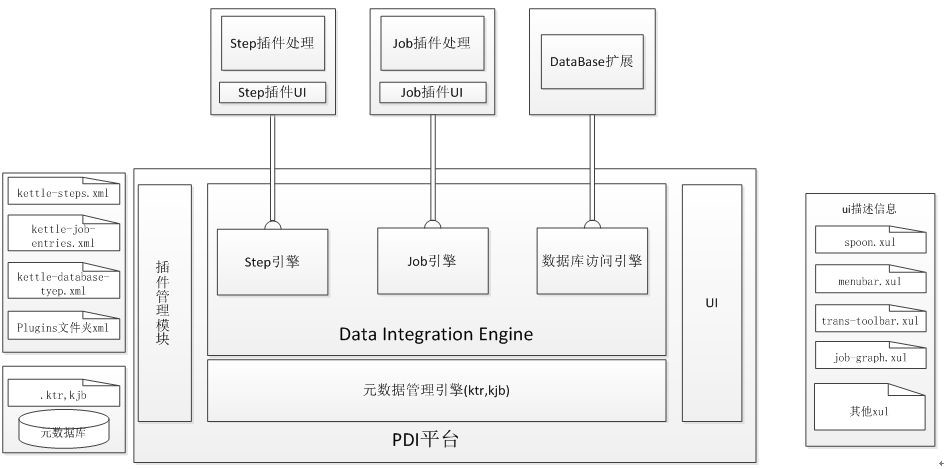 Step插件处理
Step插件UI
Job插件处理
Job插件UI
DataBase扩展
kettle-steps.xml
kettle-job-
entries.xml
kettle-database-
tyep.xml
Plugins文件夹xml
.ktr,kjb
元数据库
插件管理模块
Step引擎
Job引擎
数据库访问引擎
Data Integration Engine
元数据管理引擎(ktr,kjb)
UI
PDI平台
ui描述信息
spoon.xul
menubar.xul
trans-toolbar.xul
job-graph.xul
其他xul